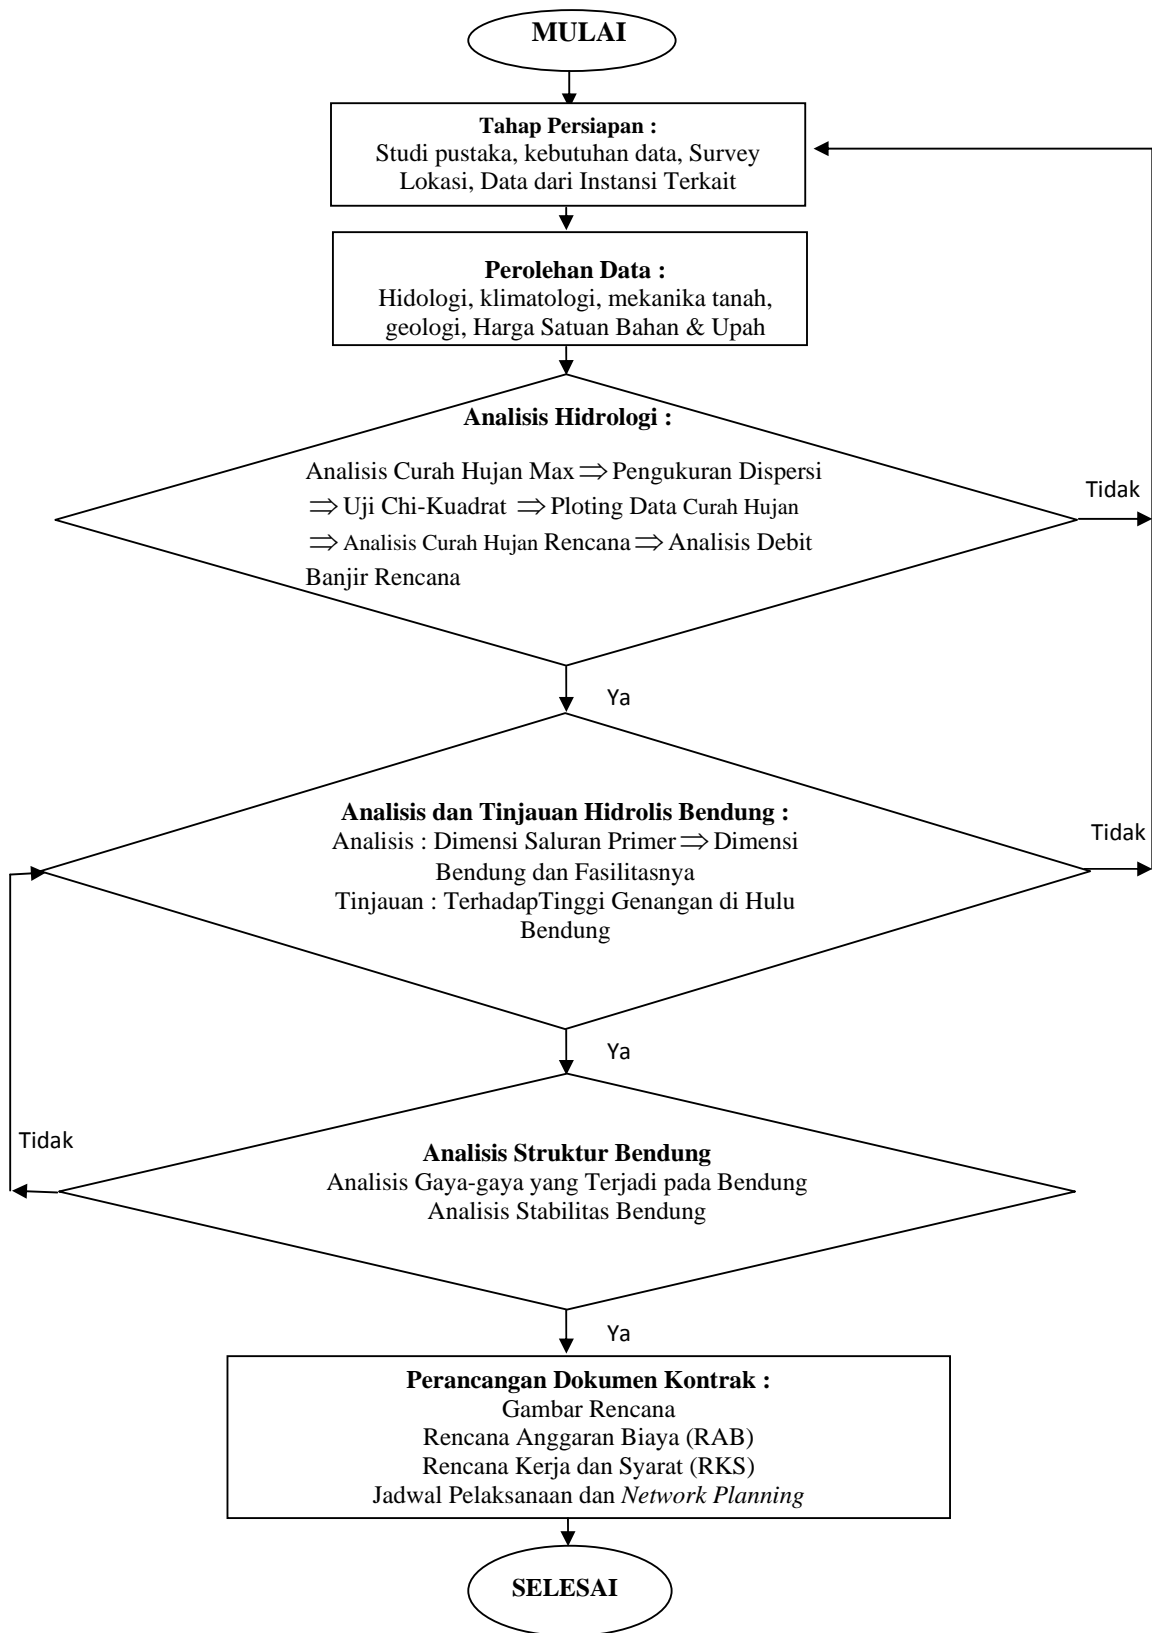 MULAI
Tahap Persiapan :
Studi pustaka, kebutuhan data, Survey
Lokasi, Data dari Instansi Terkait
Perolehan Data :
Hidologi, klimatologi, mekanika tanah,
geologi, Harga Satuan Bahan & Upah
Analisis Hidrologi :
Analisis Curah Hujan Max ⇒ Pengukuran Dispersi
⇒ Uji Chi-Kuadrat ⇒ Ploting Data Curah Hujan
⇒ Analisis Curah Hujan Rencana ⇒ Analisis Debit
Banjir Rencana
Tidak
Ya
Analisis dan Tinjauan Hidrolis Bendung :
Analisis : Dimensi Saluran Primer ⇒ Dimensi
Bendung dan Fasilitasnya
Tinjauan : TerhadapTinggi Genangan di Hulu
Bendung
Tidak
Ya
Tidak
Analisis Struktur Bendung
Analisis Gaya-gaya yang Terjadi pada Bendung
Analisis Stabilitas Bendung
Ya
Perancangan Dokumen Kontrak :
Gambar Rencana
Rencana Anggaran Biaya (RAB)
Rencana Kerja dan Syarat (RKS)
Jadwal Pelaksanaan dan Network Planning
SELESAI